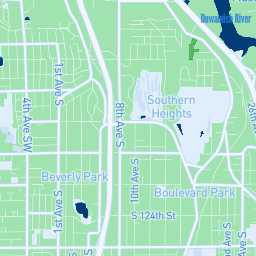 Duwamish River
1st Ave S
4th Ave SW
8th Ave S
Southern
Heights
Beverly Park
10th Ave S
Boulevard Park
1st Ave S
S 124th St